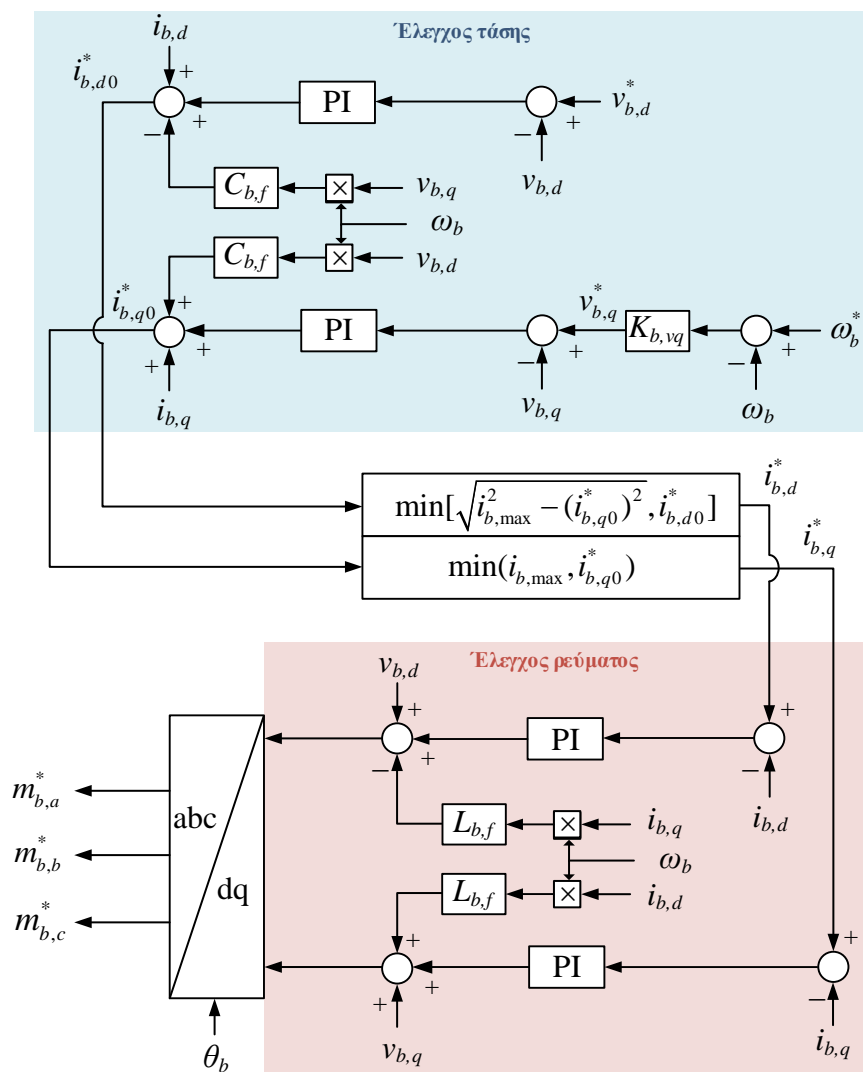 Έλεγχος τάσης
i_{b,d}
i^*_{b,d0}
+
+
−
PI
−
+
v^*_{b,d}
v_{b,d}
C_{b,f}
×
v_{b,q}
ω_b
C_{b,f}
×
v_{b,d}
i^*_{b,q0}
+
+
+
PI
−
+
v^*_{b,q}
K_{b,vq}
−
+
ω^*_b
i_{b,q}
v_{b,q}
ω_b
min[√(i^2_{b,max} − (i^*_{b,q0})^2), i^*_{b,d0}]
i^*_{b,d}
min(i_{b,max}, i^*_{b,q0})
i^*_{b,q}
Έλεγχος ρεύματος
v_{b,d}
+
+
−
PI
+
−
i_{b,d}
m^*_{b,a}
abc
L_{b,f}
×
i_{b,q}
m^*_{b,b}
ω_b
dq
L_{b,f}
×
i_{b,d}
m^*_{b,c}
+
+
+
PI
+
−
θ_b
v_{b,q}
i_{b,q}